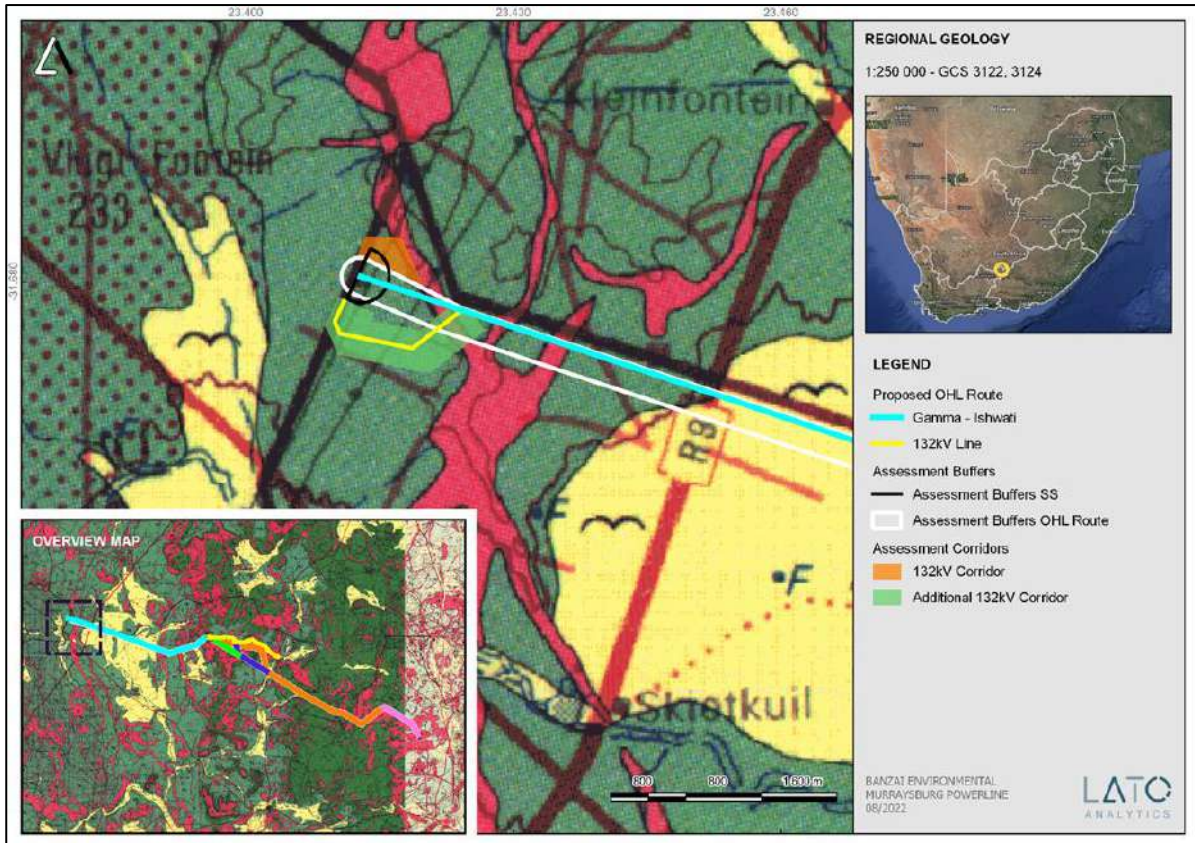 23.400
23.430
23.460
-31.680
Kleinfontein
Vlugt Fontein
233
R9
F
F
F
Skietkuil
800
800
1600 m
OVERVIEW MAP
REGIONAL GEOLOGY
1:250 000 - GCS 3122, 3124
LEGEND
Proposed OHL Route
Gamma - Ishwati
132kV Line
Assessment Buffers
Assessment Buffers SS
Assessment Buffers OHL Route
Assessment Corridors
132kV Corridor
Additional 132kV Corridor
BANZAI ENVIRONMENTAL
MURRAYSBURG POWERLINE
08/2022
LATO
ANALYTICS